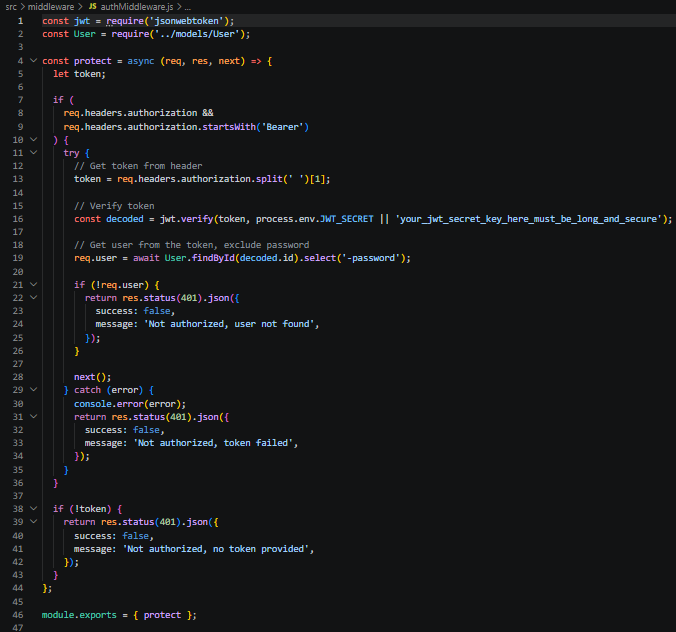 src > middleware > JS authMiddleware.js > ...
1 const jwt = require('jsonwebtoken');
2 const User = require('../models/User');
3
4 const protect = async (req, res, next) => {
5   let token;
6
7   if (
8     req.headers.authorization &&
9     req.headers.authorization.startsWith('Bearer')
10   ) {
11     try {
12       // Get token from header
13       token = req.headers.authorization.split(' ')[1];
14
15       // Verify token
16       const decoded = jwt.verify(token, process.env.JWT_SECRET || 'your_jwt_secret_key_here_must_be_long_and_secure');
17
18       // Get user from the token, exclude password
19       req.user = await User.findById(decoded.id).select('-password');
20
21       if (!req.user) {
22         return res.status(401).json({
23           success: false,
24           message: 'Not authorized, user not found',
25         });
26       }
27
28       next();
29     } catch (error) {
30       console.error(error);
31       return res.status(401).json({
32         success: false,
33         message: 'Not authorized, token failed',
34       });
35     }
36   }
37
38   if (!token) {
39     return res.status(401).json({
40       success: false,
41       message: 'Not authorized, no token provided',
42     });
43   }
44 };
45
46 module.exports = { protect };
47